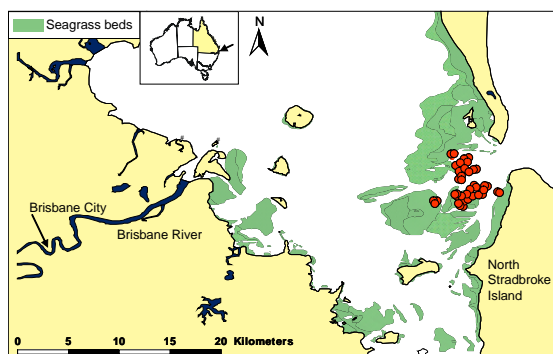 Seagrass beds
N
Brisbane City
Brisbane River
North
Stradbroke
Island
0 5 10 15 20 Kilometers